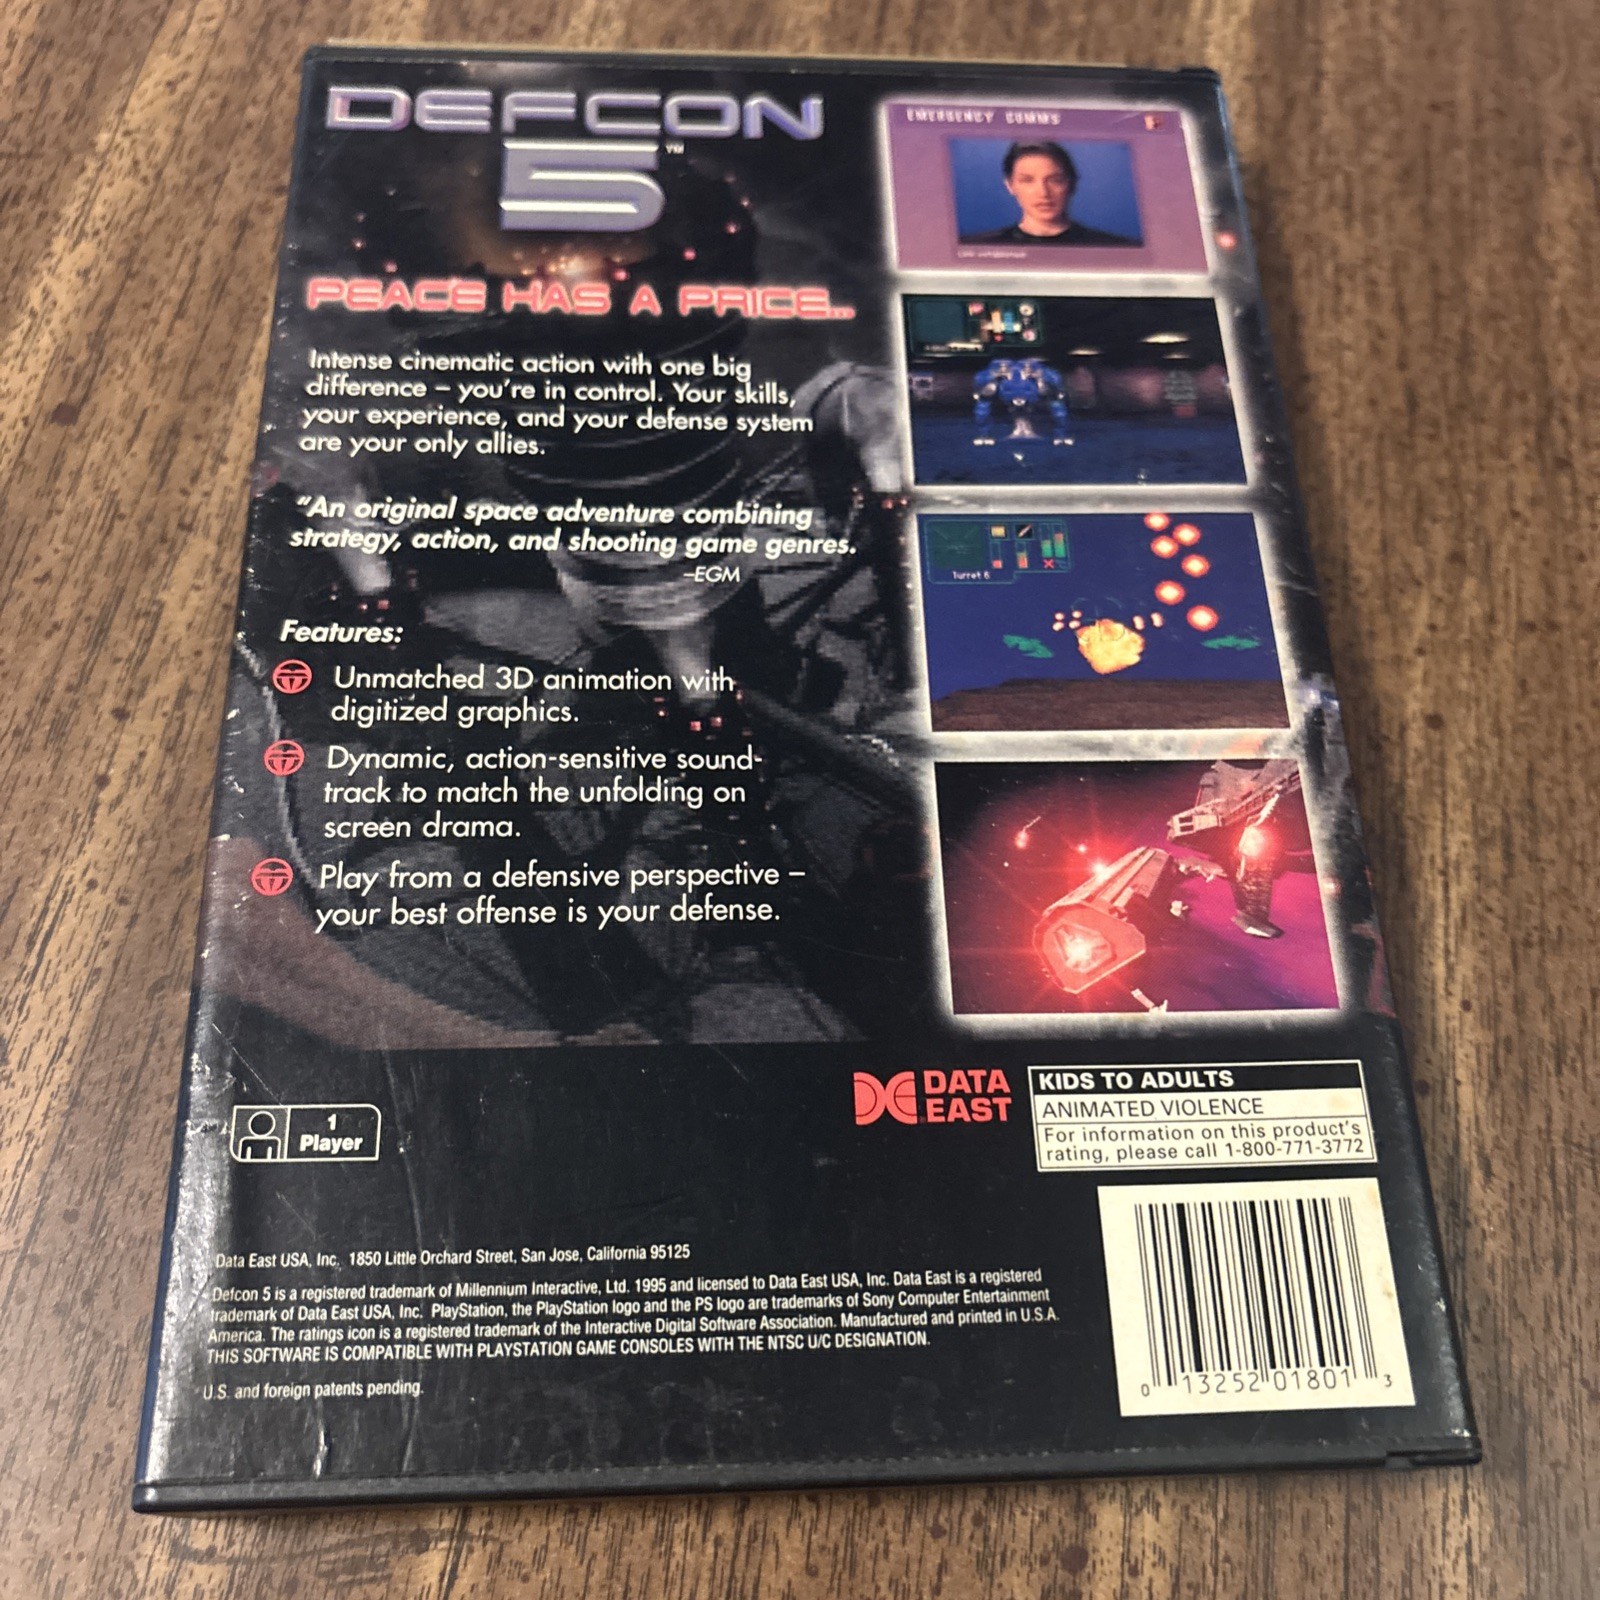 DEFCON
5™
PEACE HAS A PRICE...
Intense cinematic action with one big
difference – you're in control. Your skills,
your experience, and your defense system
are your only allies.
"An original space adventure combining
strategy, action, and shooting game genres.
–EGM
Features:
Unmatched 3D animation with
digitized graphics.
Dynamic, action-sensitive sound-
track to match the unfolding on
screen drama.
Play from a defensive perspective –
your best offense is your defense.
EMERGENCY COMMS
Turret 6
1
Player
DATA
EAST
KIDS TO ADULTS
ANIMATED VIOLENCE
For information on this product's
rating, please call 1-800-771-3772
Data East USA, Inc. 1850 Little Orchard Street, San Jose, California 95125
Defcon 5 is a registered trademark of Millennium Interactive, Ltd. 1995 and licensed to Data East USA, Inc. Data East is a registered
trademark of Data East USA, Inc. PlayStation, the PlayStation logo and the PS logo are trademarks of Sony Computer Entertainment
America. The ratings icon is a registered trademark of the Interactive Digital Software Association. Manufactured and printed in U.S.A.
THIS SOFTWARE IS COMPATIBLE WITH PLAYSTATION GAME CONSOLES WITH THE NTSC U/C DESIGNATION.
U.S. and foreign patents pending.
0 13252 01801 3